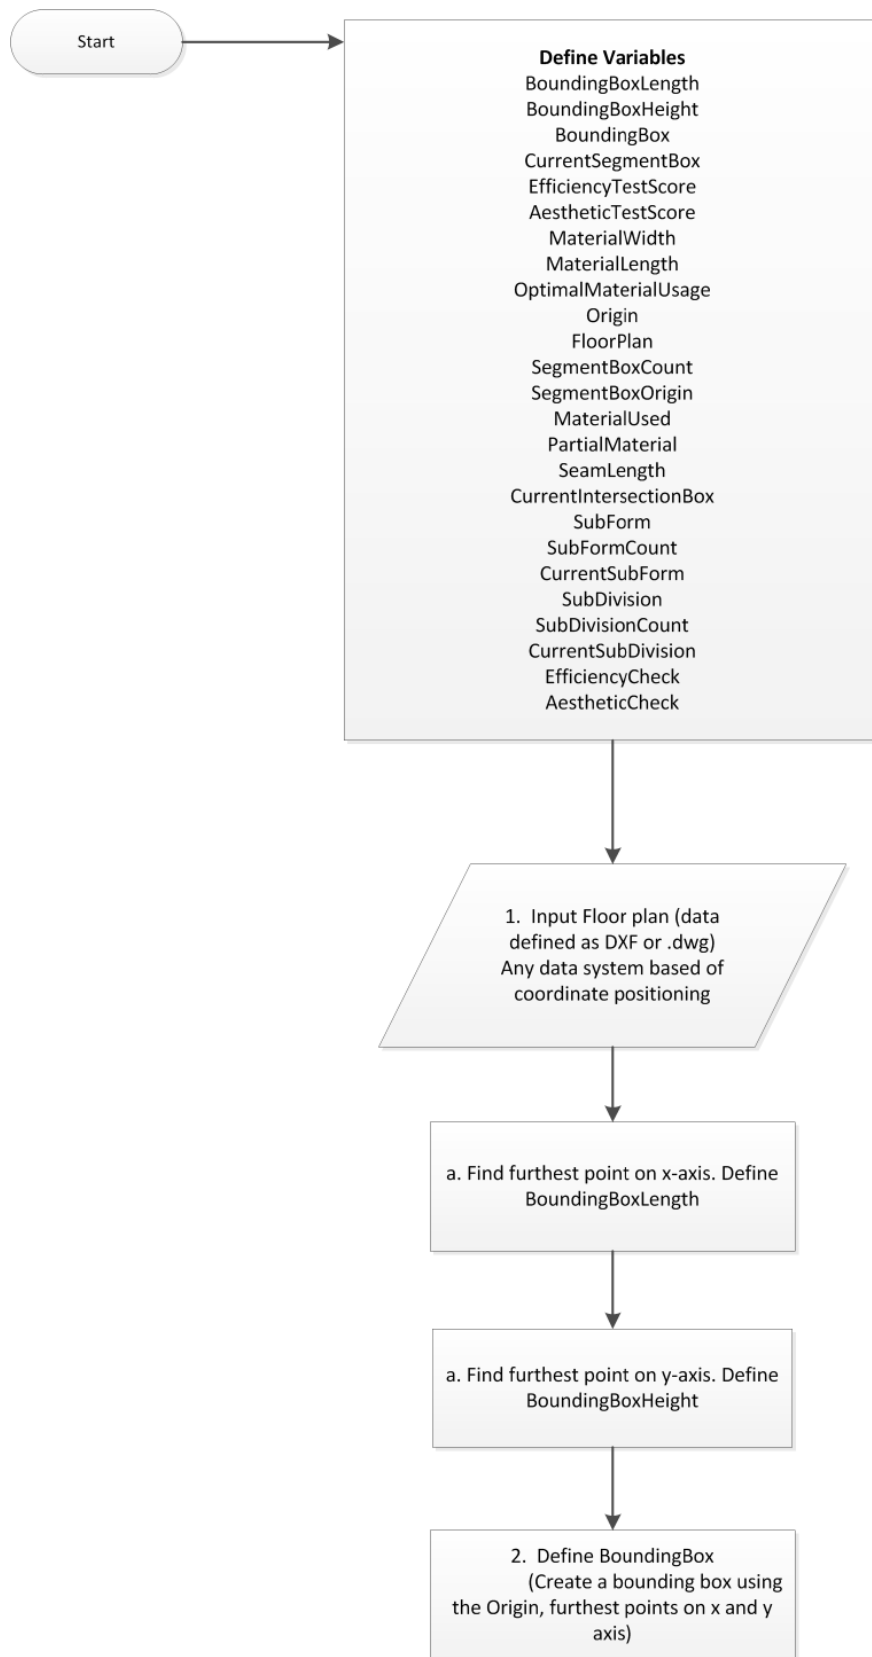 Start
Define Variables
BoundingBoxLength
BoundingBoxHeight
BoundingBox
CurrentSegmentBox
EfficiencyTestScore
AestheticTestScore
MaterialWidth
MaterialLength
OptimalMaterialUsage
Origin
FloorPlan
SegmentBoxCount
SegmentBoxOrigin
MaterialUsed
PartialMaterial
SeamLength
CurrentIntersectionBox
SubForm
SubFormCount
CurrentSubForm
SubDivision
SubDivisionCount
CurrentSubDivision
EfficiencyCheck
AestheticCheck
1. Input Floor plan (data
defined as DXF or .dwg)
Any data system based of
coordinate positioning
a. Find furthest point on x-axis. Define
BoundingBoxLength
a. Find furthest point on y-axis. Define
BoundingBoxHeight
2. Define BoundingBox
(Create a bounding box using
the Origin, furthest points on x and y
axis)